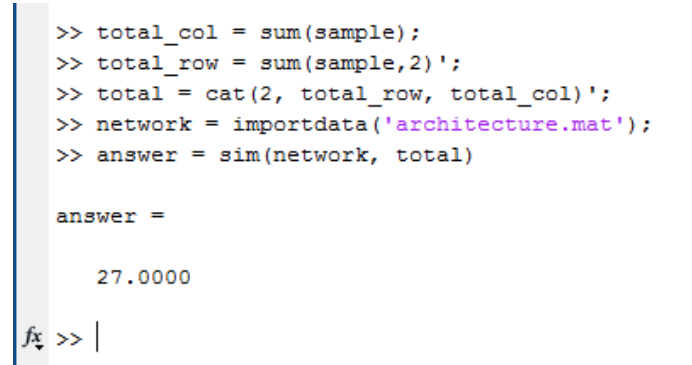 >> total_col = sum(sample);
>> total_row = sum(sample,2)';
>> total = cat(2, total_row, total_col)';
>> network = importdata('architecture.mat');
>> answer = sim(network, total)
answer =
27.0000
fx >>